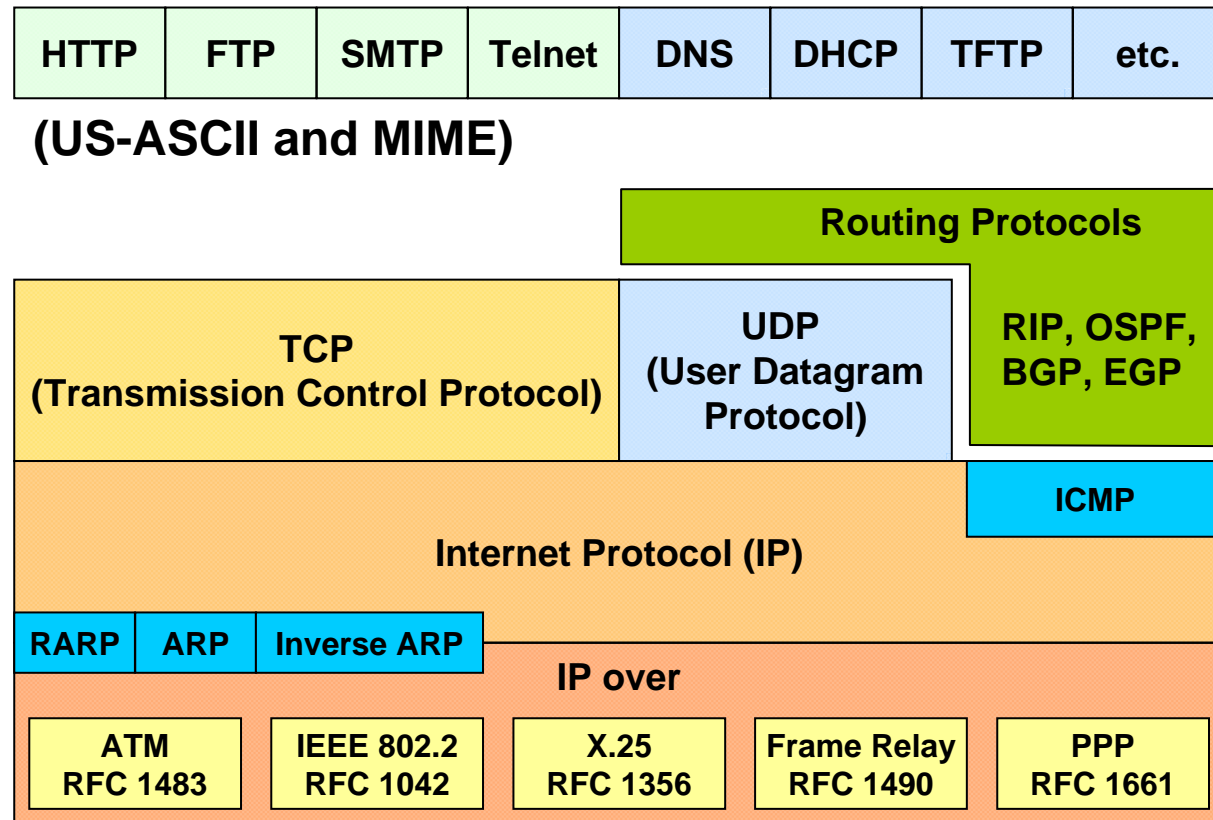 HTTP FTP SMTP Telnet DNS DHCP TFTP etc.
(US-ASCII and MIME)
Routing Protocols
TCP
(Transmission Control Protocol)
UDP
(User Datagram
Protocol)
RIP, OSPF,
BGP, EGP
ICMP
Internet Protocol (IP)
RARP ARP Inverse ARP
IP over
ATM
RFC 1483
IEEE 802.2
RFC 1042
X.25
RFC 1356
Frame Relay
RFC 1490
PPP
RFC 1661